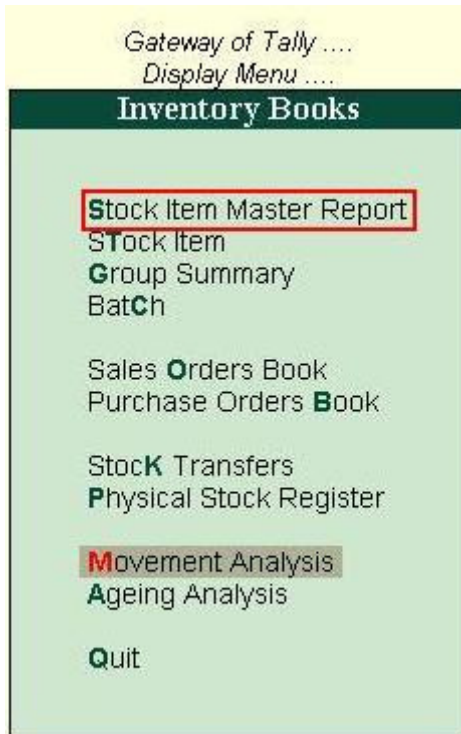 Gateway of Tally ....
Display Menu ....
Inventory Books
Stock Item Master Report
STock Item
Group Summary
BatCh
Sales Orders Book
Purchase Orders Book
StocK Transfers
Physical Stock Register
Movement Analysis
Ageing Analysis
Quit